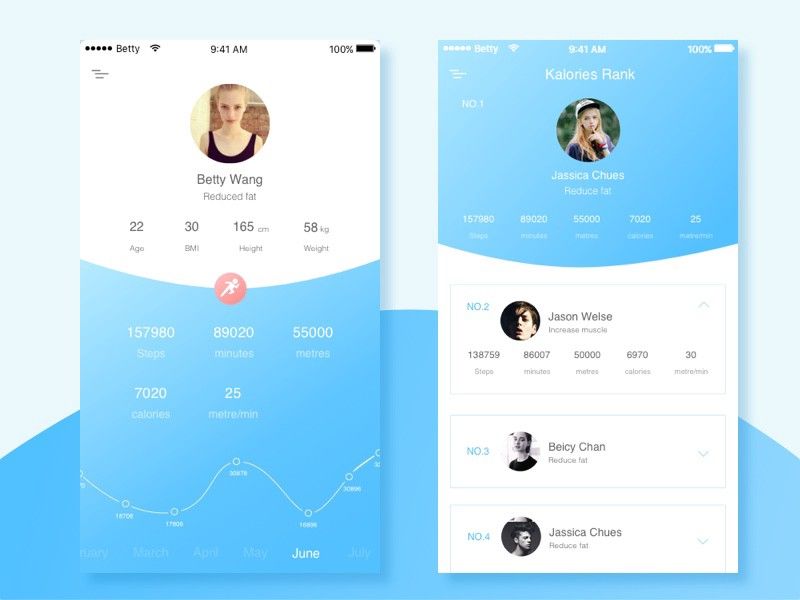 Betty 9:41 AM 100%
Betty Wang
Reduced fat
22 30 165 cm 58 kg
Age BMI Height Weight
157980 89020 55000
Steps minutes metres
7020 25
calories metre/min
30878
30896
18706
17806
16896
March April May June July
Betty 9:41 AM 100%
Kalories Rank
NO.1
Jassica Chues
Reduce fat
157980 89020 55000 7020 25
Steps minutes metres calories metre/min
NO.2
Jason Welse
Increase muscle
138759 86007 50000 6970 30
Steps minutes metres calories metre/min
NO.3
Beicy Chan
Reduce fat
NO.4
Jassica Chues
Reduce fat